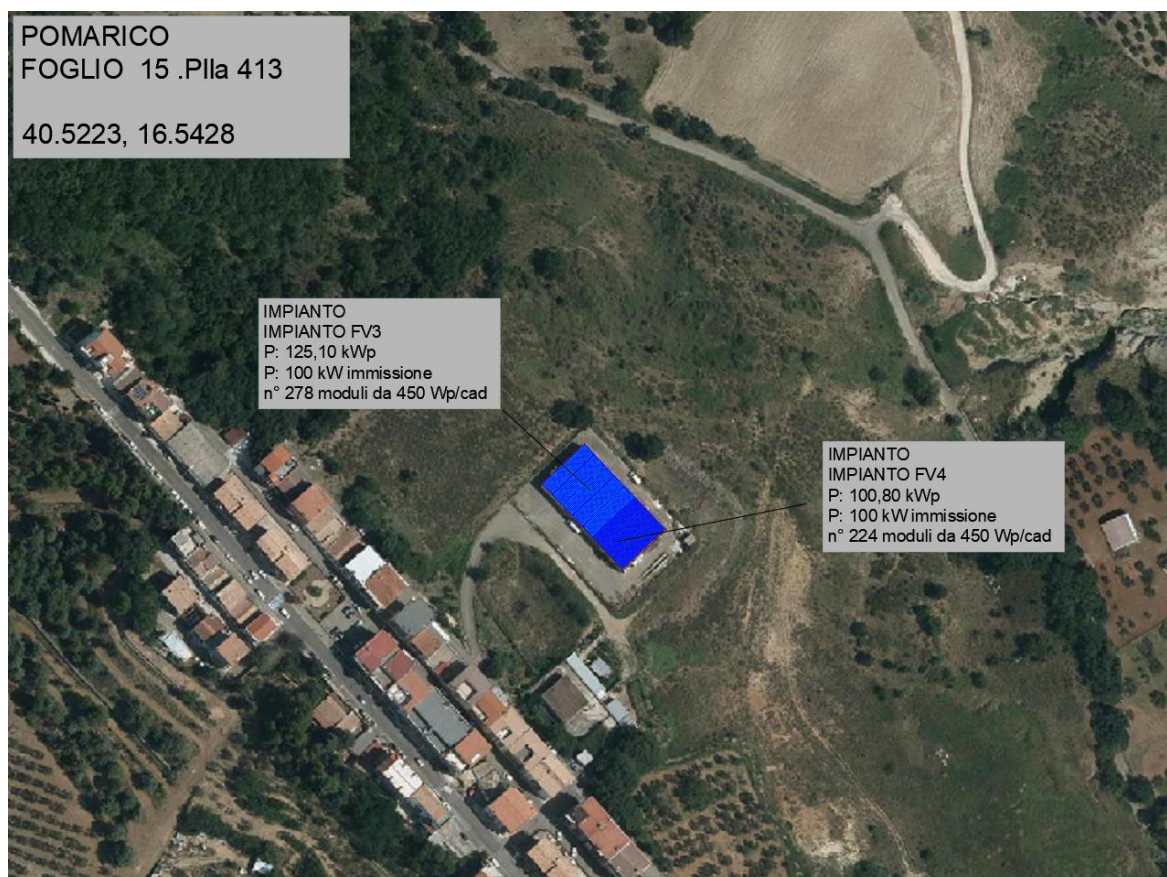 POMARICO
FOGLIO 15 .Plla 413
40.5223, 16.5428
IMPIANTO
IMPIANTO FV3
P: 125,10 kWp
P: 100 kW immissione
n° 278 moduli da 450 Wp/cad
IMPIANTO
IMPIANTO FV4
P: 100,80 kWp
P: 100 kW immissione
n° 224 moduli da 450 Wp/cad